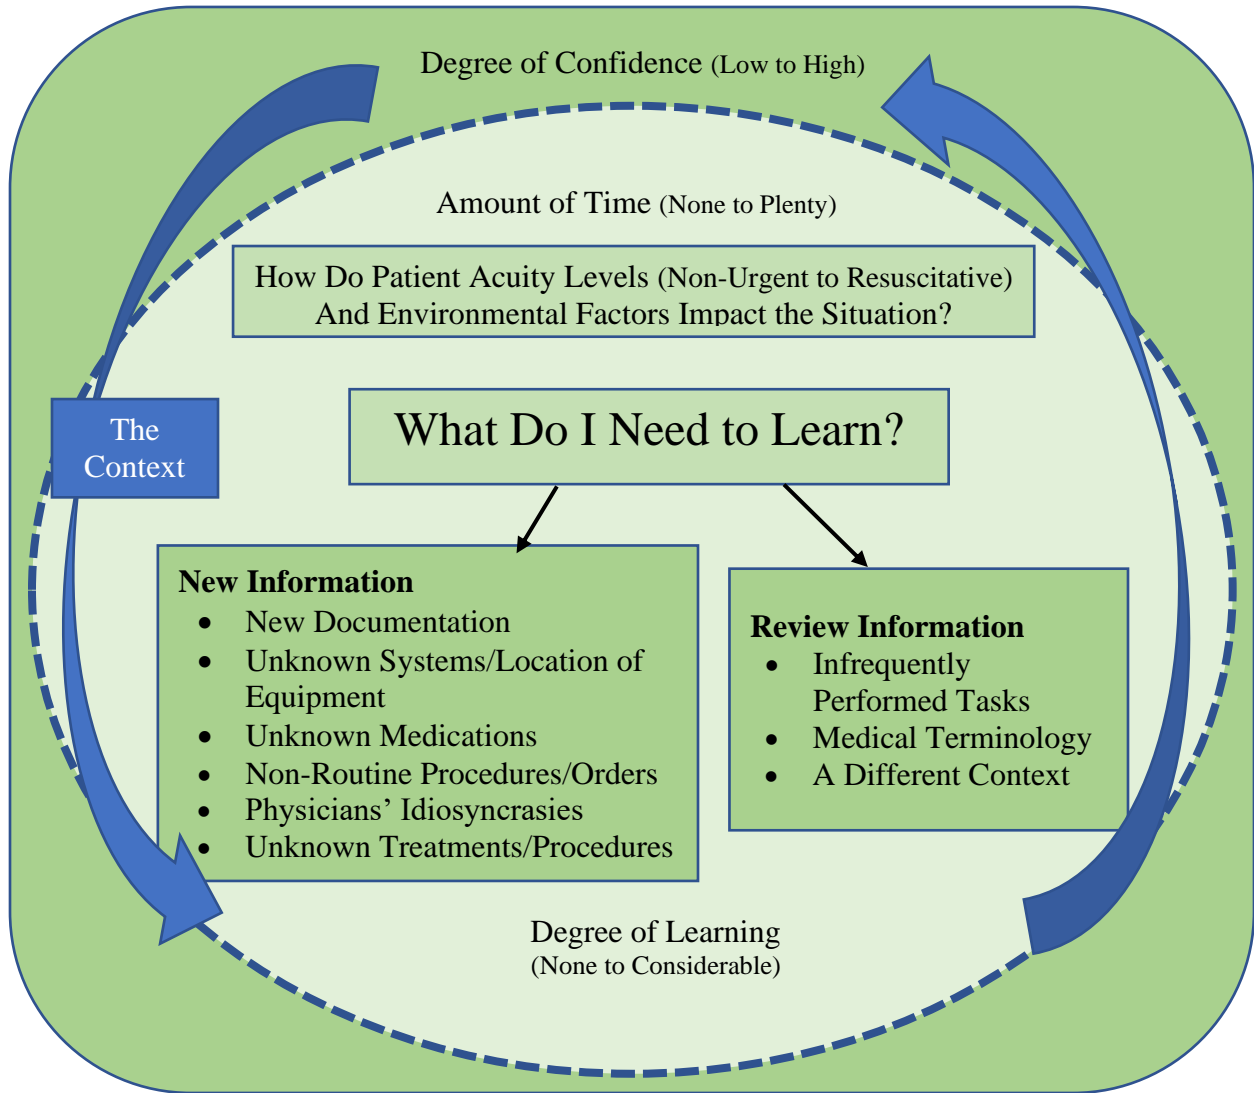 Degree of Confidence (Low to High)
Amount of Time (None to Plenty)
How Do Patient Acuity Levels (Non-Urgent to Resuscitative)
And Environmental Factors Impact the Situation?
The
Context
What Do I Need to Learn?
New Information
• New Documentation
• Unknown Systems/Location of
Equipment
• Unknown Medications
• Non-Routine Procedures/Orders
• Physicians’ Idiosyncrasies
• Unknown Treatments/Procedures
Review Information
• Infrequently
Performed Tasks
• Medical Terminology
• A Different Context
Degree of Learning
(None to Considerable)